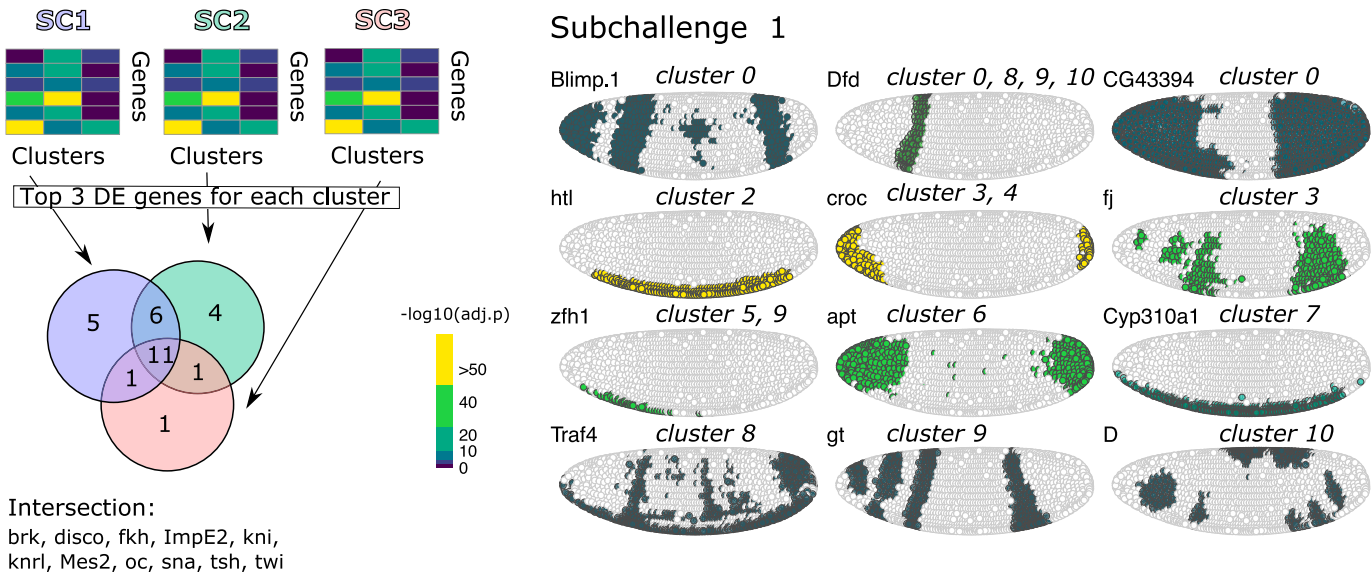 SC1
SC2
SC3
Genes
Genes
Genes
Clusters
Clusters
Clusters
Top 3 DE genes for each cluster
5
6
4
11
1
1
1
-log10(adj.p)
>50
40
20
10
0
Intersection:
brk, disco, fkh, ImpE2, kni,
knrl, Mes2, oc, sna, tsh, twi
Subchallenge 1
Blimp.1 cluster 0
Dfd cluster 0, 8, 9, 10
CG43394 cluster 0
htl cluster 2
croc cluster 3, 4
fj cluster 3
zfh1 cluster 5, 9
apt cluster 6
Cyp310a1 cluster 7
Traf4 cluster 8
gt cluster 9
D cluster 10